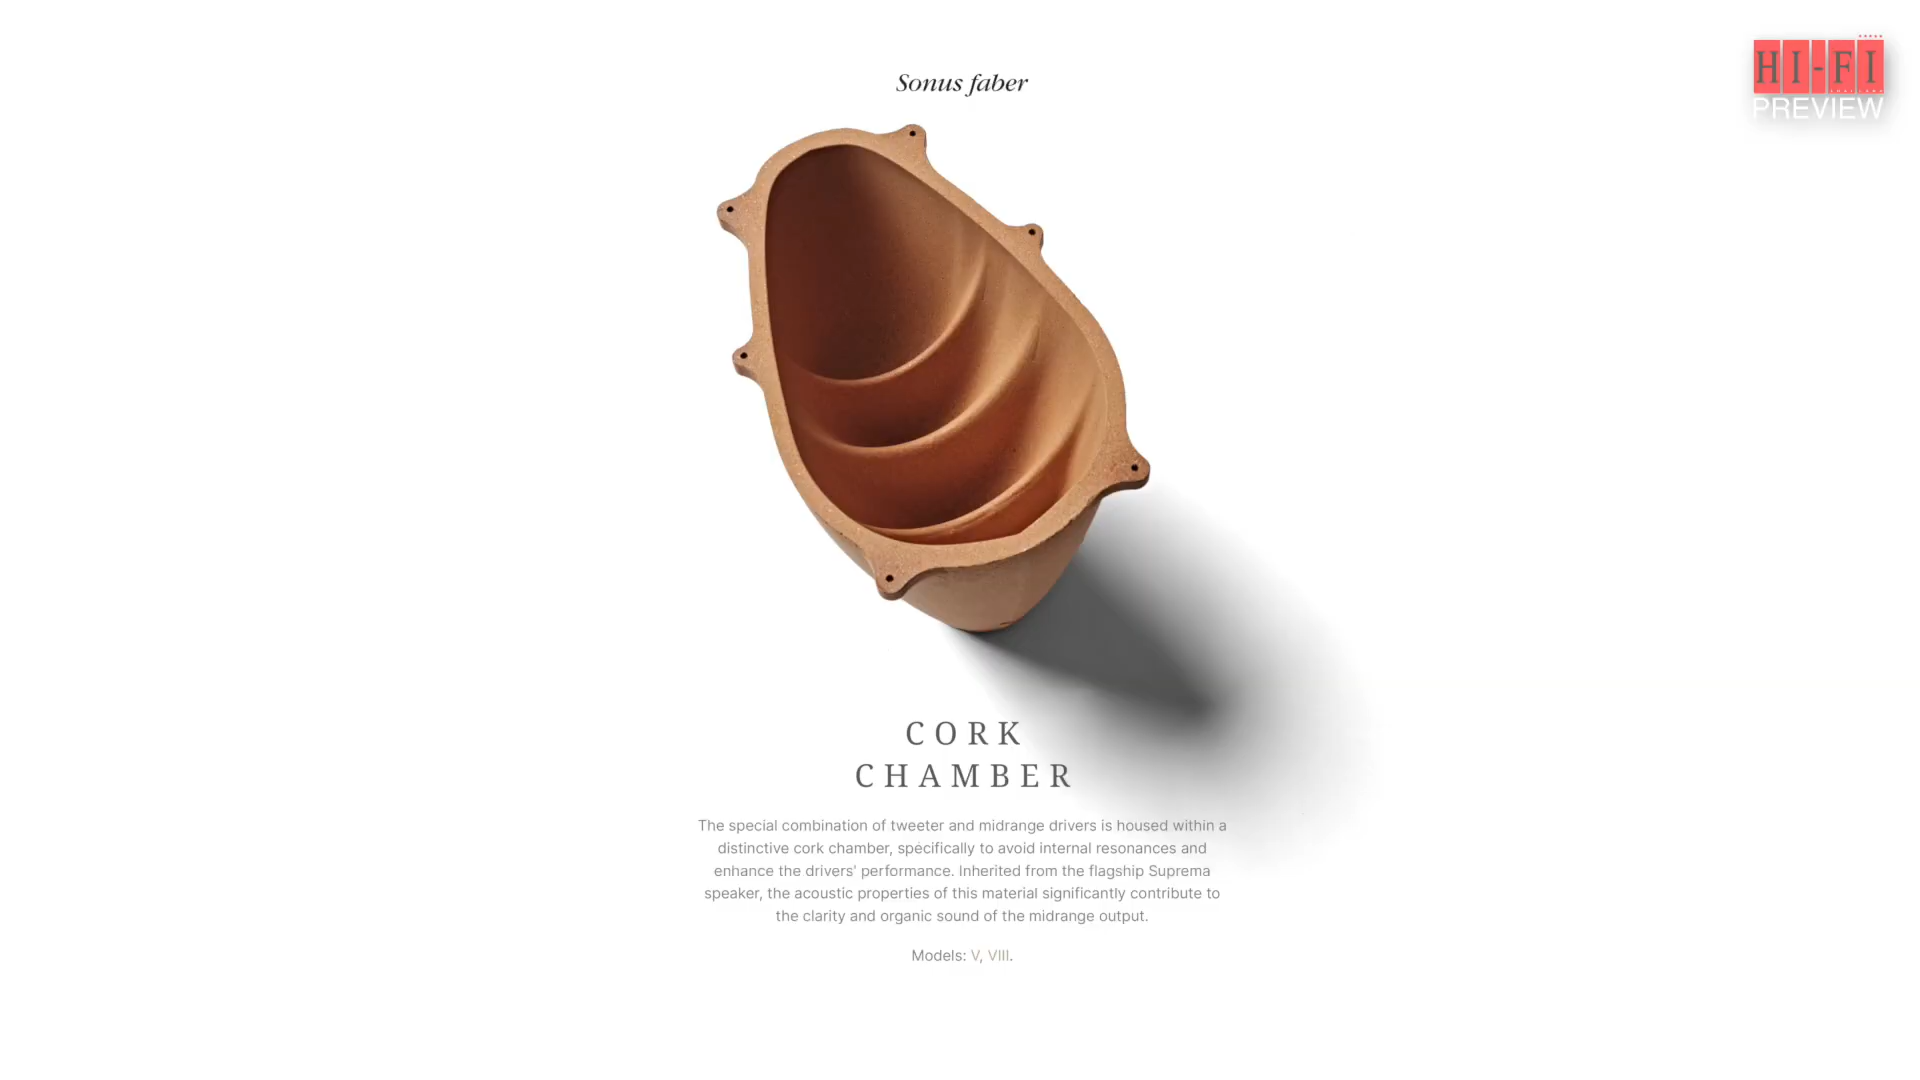 Sonus faber
HI-FI
PREVIEW
CORK
CHAMBER
The special combination of tweeter and midrange drivers is housed within a
distinctive cork chamber, specifically to avoid internal resonances and
enhance the drivers' performance. Inherited from the flagship Suprema
speaker, the acoustic properties of this material significantly contribute to
the clarity and organic sound of the midrange output.
Models: V, VIII.